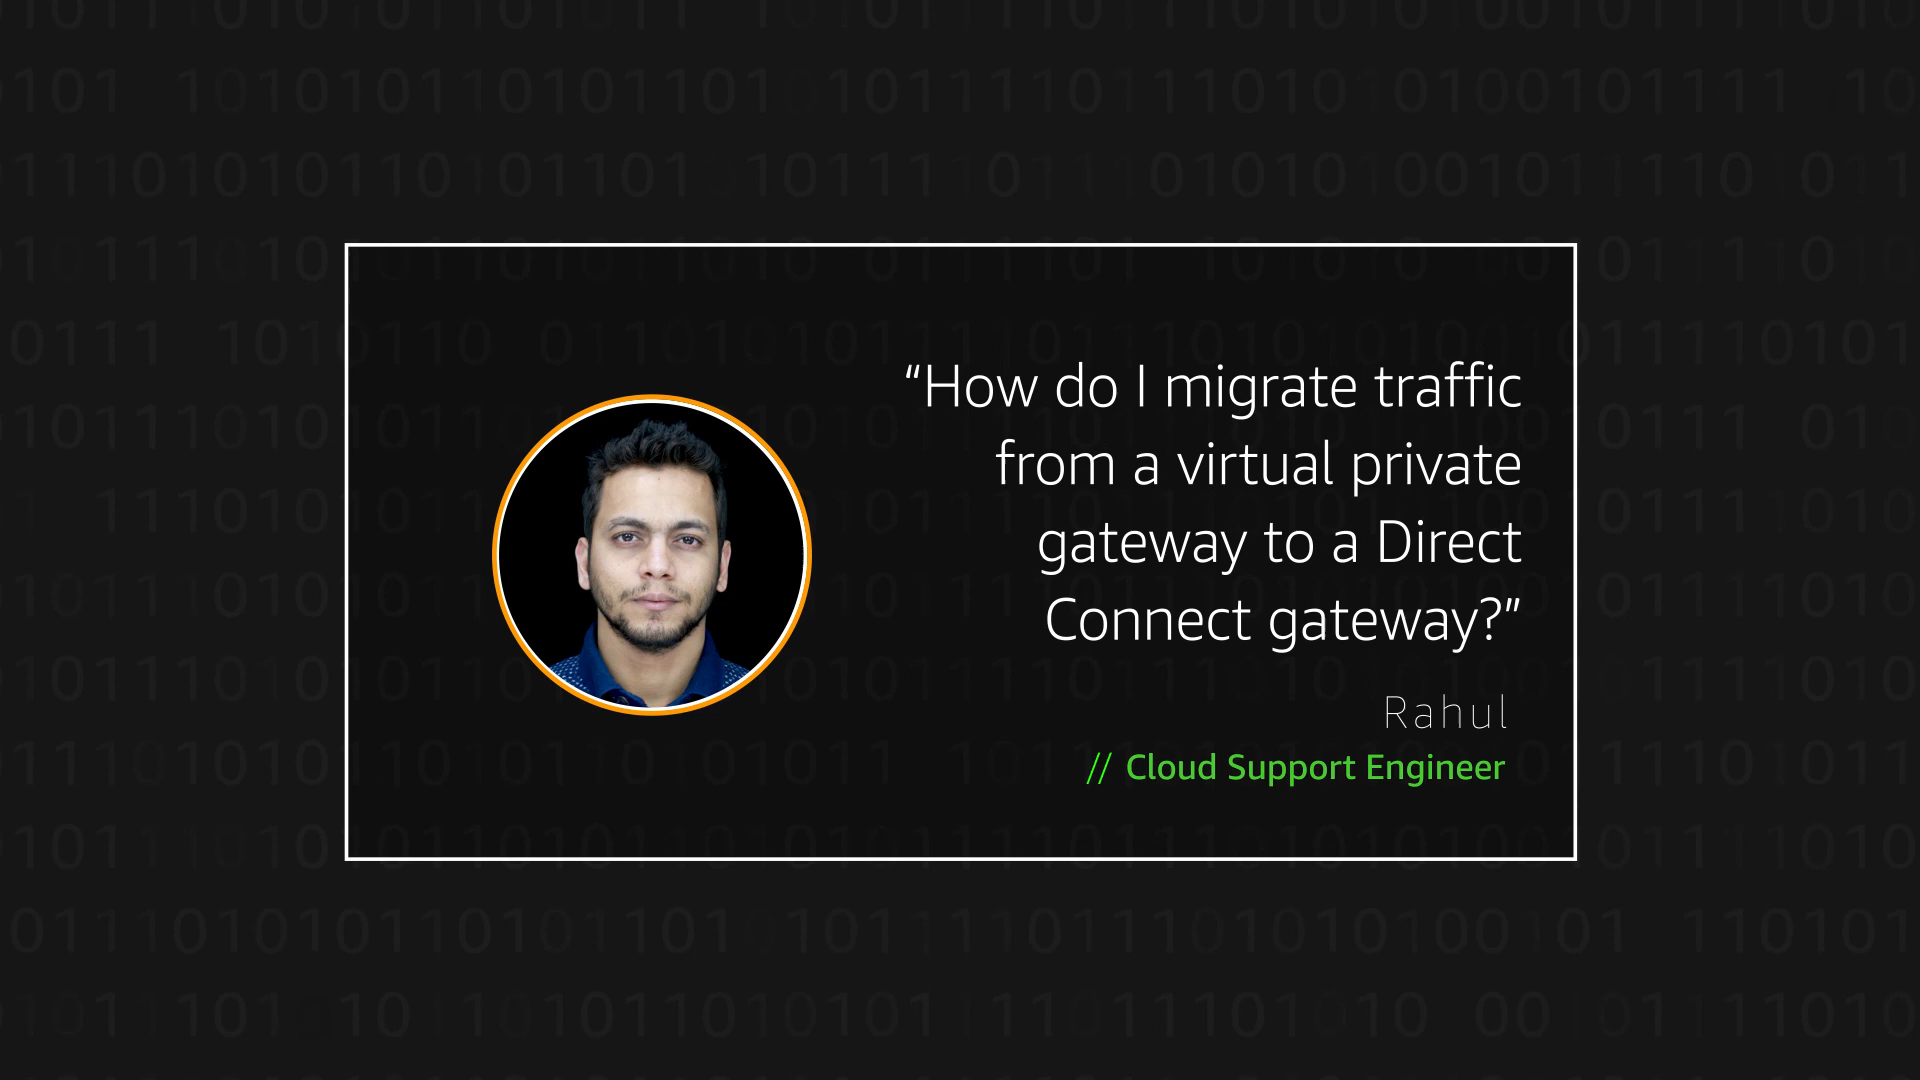 “How do I migrate traffic
from a virtual private
gateway to a Direct
Connect gateway?”
Rahul
// Cloud Support Engineer